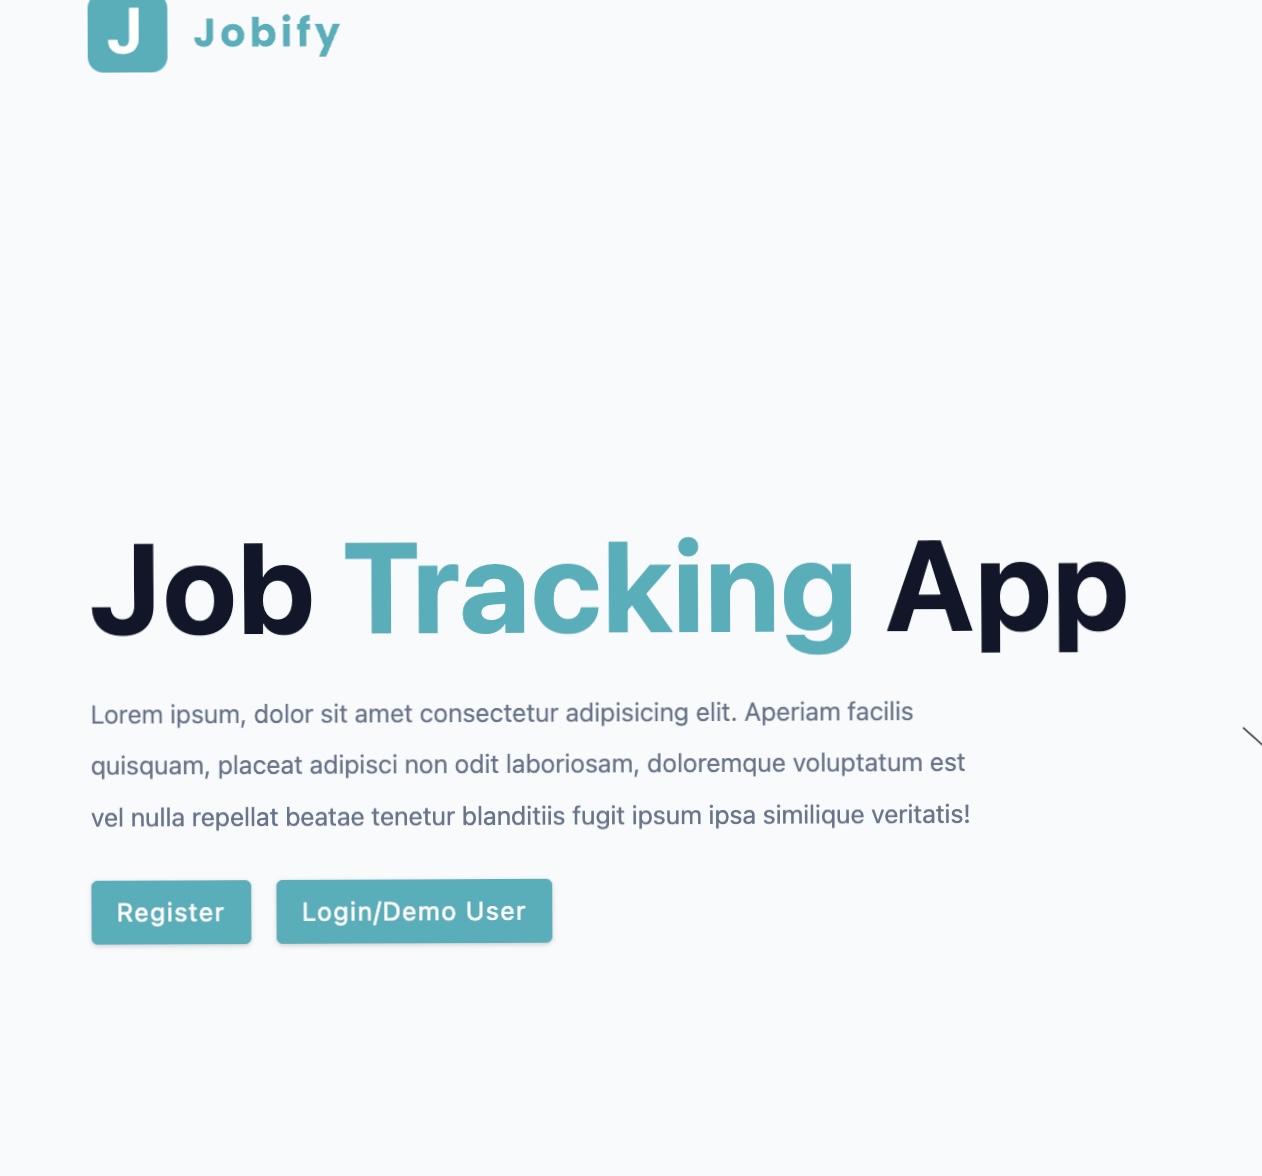 J Jobify
Job Tracking App
Lorem ipsum, dolor sit amet consectetur adipisicing elit. Aperiam facilis
quisquam, placeat adipisci non odit laboriosam, doloremque voluptatum est
vel nulla repellat beatae tenetur blanditiis fugit ipsum ipsa similique veritatis!
Register Login/Demo User